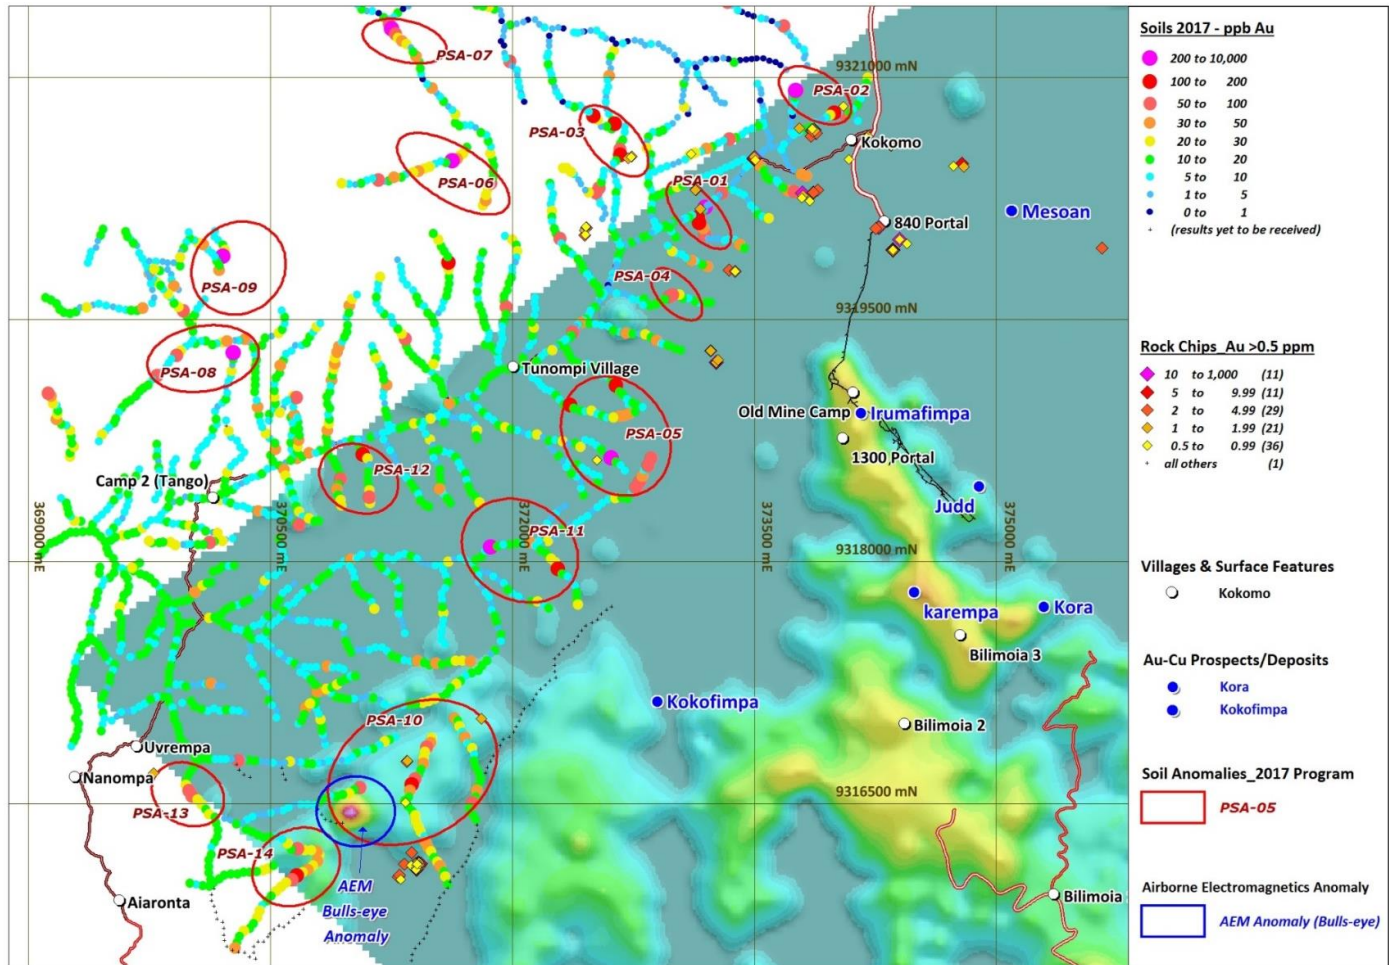 PSA-07
9321000 mN
PSA-02
PSA-03
Kokomo
PSA-06
PSA-01
Mesoan
840 Portal
PSA-04
PSA-09
9319500 mN
PSA-08
Tunompi Village
Old Mine Camp
Irumafimpa
PSA-05
1300 Portal
PSA-12
Camp 2 (Tango)
Judd
369000 mE
370500 mE
372000 mE
373500 mE
375000 mE
PSA-11
9318000 mN
karempa
Kora
Bilimoia 3
Kokofimpa
PSA-10
Bilimoia 2
Uvrempa
Nanompa
PSA-13
9316500 mN
PSA-14
AEM
Bulls-eye
Anomaly
Aiaronta
Bilimoia
Soils 2017 - ppb Au
200 to 10,000
100 to 200
50 to 100
30 to 50
20 to 30
10 to 20
5 to 10
1 to 5
0 to 1
(results yet to be received)
Rock Chips_Au >0.5 ppm
10 to 1,000 (11)
5 to 9.99 (11)
2 to 4.99 (29)
1 to 1.99 (21)
0.5 to 0.99 (36)
all others (1)
Villages & Surface Features
Kokomo
Au-Cu Prospects/Deposits
Kora
Kokofimpa
Soil Anomalies_2017 Program
PSA-05
Airborne Electromagnetics Anomaly
AEM Anomaly (Bulls-eye)